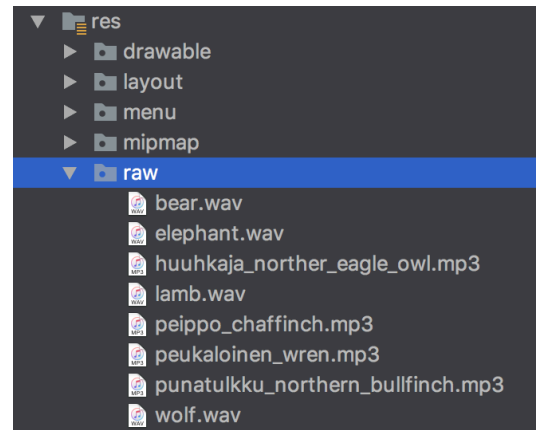 res
drawable
layout
menu
mipmap
raw
bear.wav
elephant.wav
huuhkaja_norther_eagle_owl.mp3
lamb.wav
peippo_chaffinch.mp3
peukaloinen_wren.mp3
punatulkku_northern_bullfinch.mp3
wolf.wav